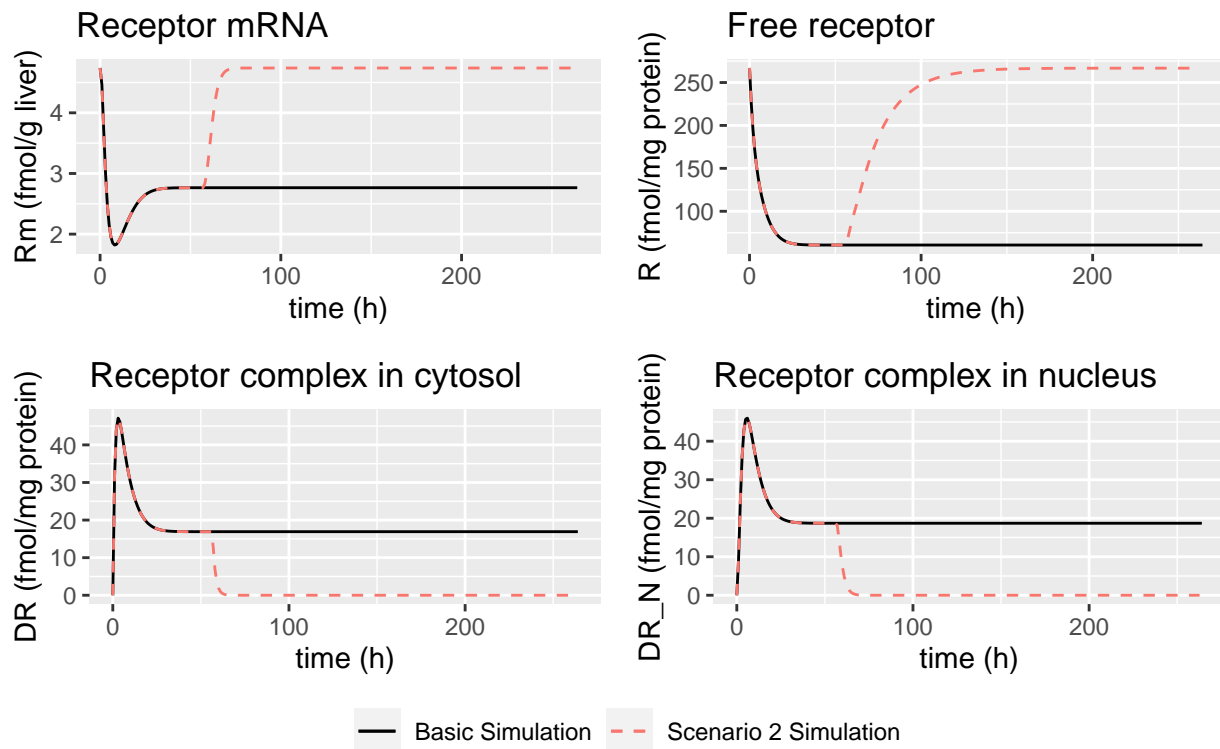 Receptor mRNA
Rm (fmol/g liver)
4
3
2
0
100
200
time (h)
Free receptor
R (fmol/mg protein)
250
200
150
100
0
100
200
time (h)
Receptor complex in cytosol
DR (fmol/mg protein)
40
30
20
10
0
0
100
200
time (h)
Receptor complex in nucleus
DR_N (fmol/mg protein)
40
30
20
10
0
0
100
200
time (h)
Basic Simulation
Scenario 2 Simulation